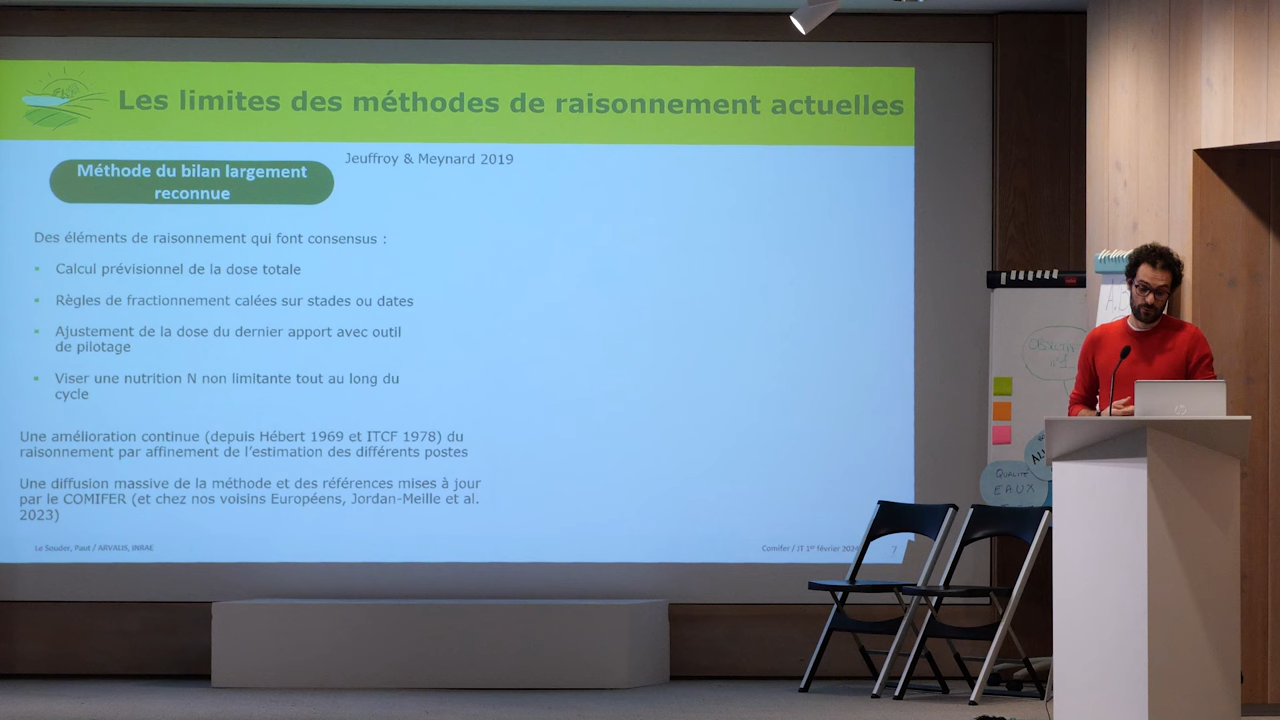 Les limites des méthodes de raisonnement actuelles
Méthode du bilan largement
reconnue
Jeuffroy & Meynard 2019
Des éléments de raisonnement qui font consensus :
Calcul prévisionnel de la dose totale
Règles de fractionnement calées sur stades ou dates
Ajustement de la dose du dernier apport avec outil
de pilotage
Viser une nutrition N non limitante tout au long du
cycle
Une amélioration continue (depuis Hébert 1969 et ITCF 1978) du
raisonnement par affinement de l'estimation des différents postes
Une diffusion massive de la méthode et des références mises à jour
par le COMIFER (et chez nos voisins Européens, Jordan-Meille et al.
2023)
Le Souder, Paut / ARVALIS, INRAE
Comifer / JT 1er février 2024
7
N°1
QUALITÉ
EAUX
hp